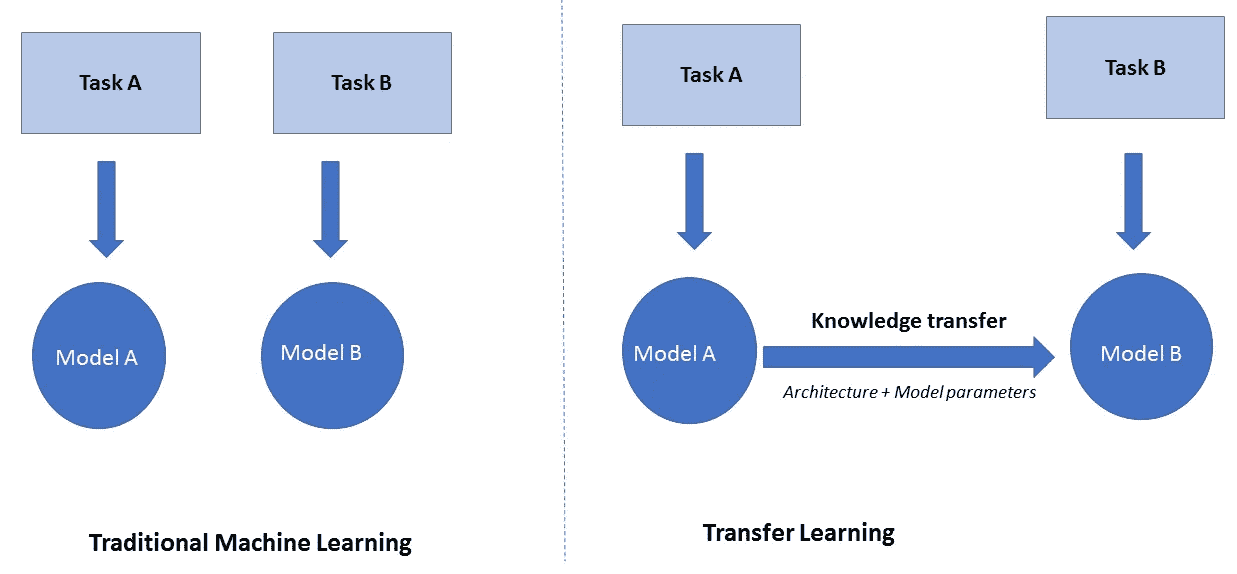 Task A
Task B
Model A
Model B
Traditional Machine Learning
Task A
Task B
Model A
Knowledge transfer
Architecture + Model parameters
Model B
Transfer Learning